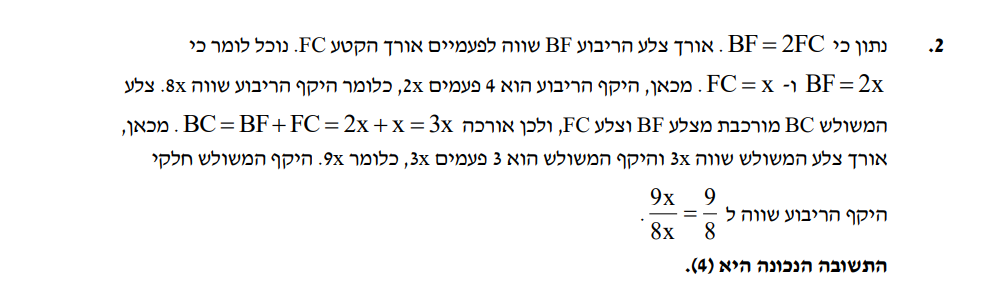 2. נתון כי BF = 2FC . אורך צלע הריבוע BF שווה לפעמיים אורך הקטע FC. נוכל לומר כי
BF = 2x ו- FC = x . מכאן, היקף הריבוע הוא 4 פעמים 2x, כלומר היקף הריבוע שווה 8x. צלע
המשולש BC מורכבת מצלע BF וצלע FC, ולכן אורכה BC = BF + FC = 2x + x = 3x . מכאן,
אורך צלע המשולש שווה 3x והיקף המשולש הוא 3 פעמים 3x, כלומר 9x. היקף המשולש חלקי
היקף הריבוע שווה ל 9x/8x = 9/8 .
התשובה הנכונה היא (4).